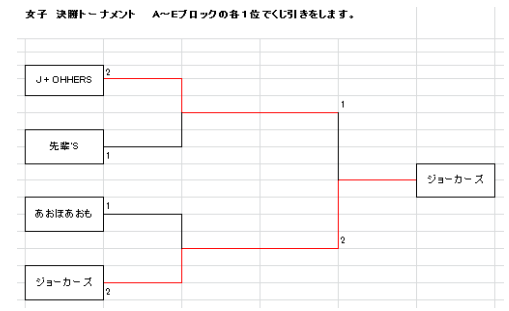 女子 決勝トーナメント A～Eブロックの各1位でくじ引きをします。
J+OHHERS
2
1
先輩'S
1
ジョーカーズ
あおほあおも
1
2
ジョーカーズ
2